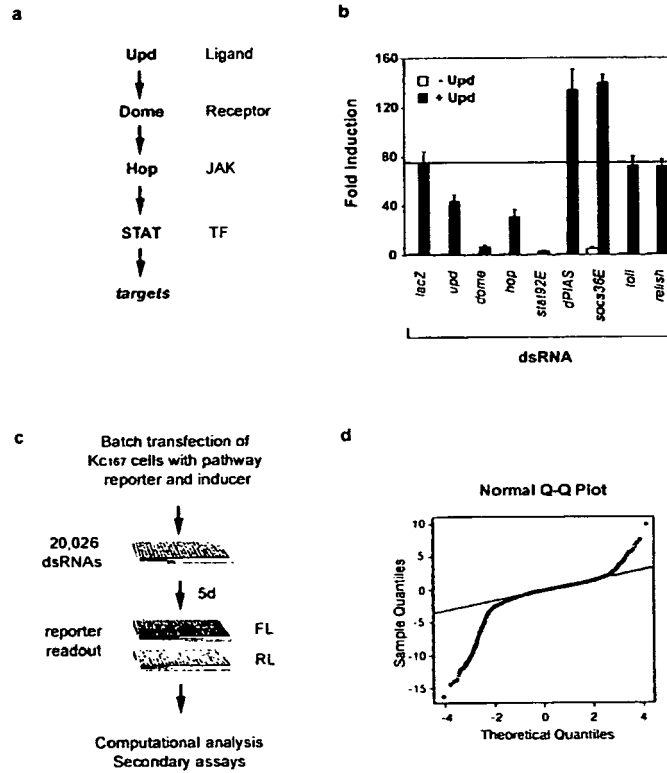 a
Upd Ligand
Dome Receptor
Hop JAK
STAT TF
targets
b
Fold Induction
160
120
80
40
0
- Upd
+ Upd
lacZ
upd
dome
hop
stat92E
dPIAS
socs36E
toll
relish
dsRNA
c
Batch transfection of
Kc167 cells with pathway
reporter and inducer
20,026
dsRNAs
5d
reporter
readout
FL
RL
Computational analysis
Secondary assays
d
Normal Q-Q Plot
Sample Quantiles
10
5
0
-5
-10
-15
-4 -2 0 2 4
Theoretical Quantiles